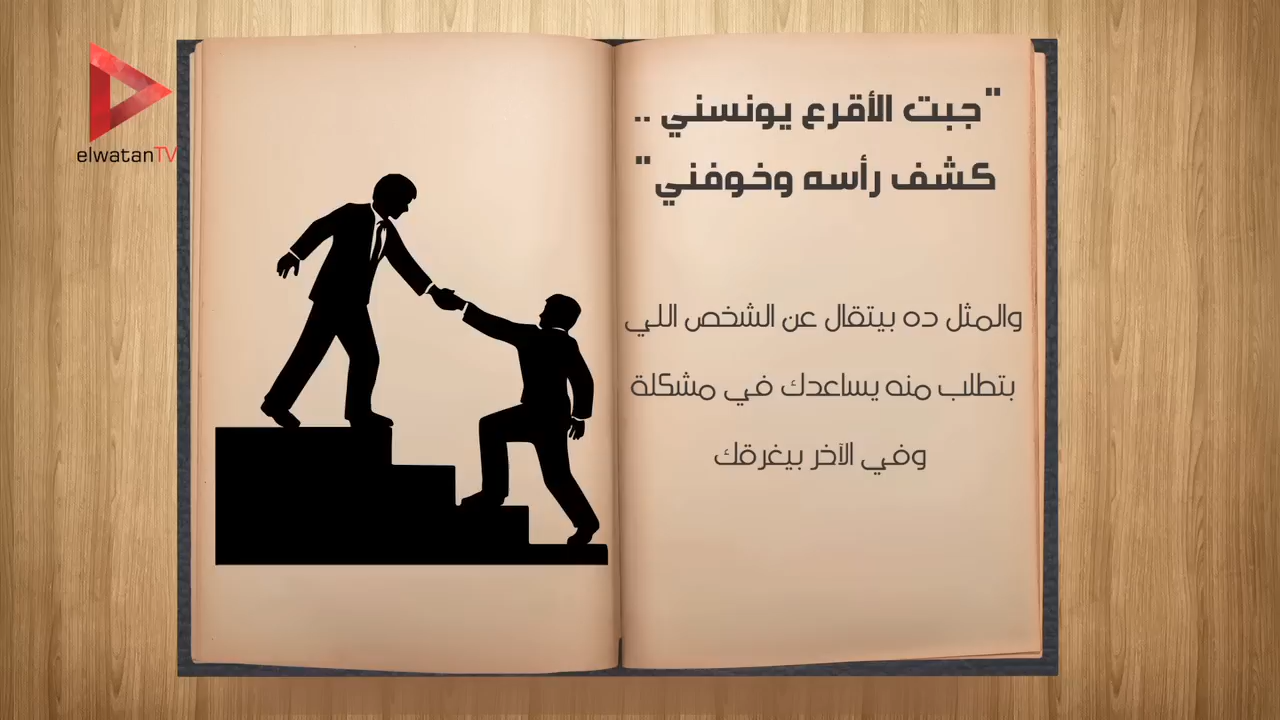 elwatanTV
"جبت الأقرع يونسني ..
كشف رأسه وخوفني"
والمثل ده بيتقال عن الشخص اللي
بتطلب منه يساعدك في مشكلة
وفي الآخر بيغرقك